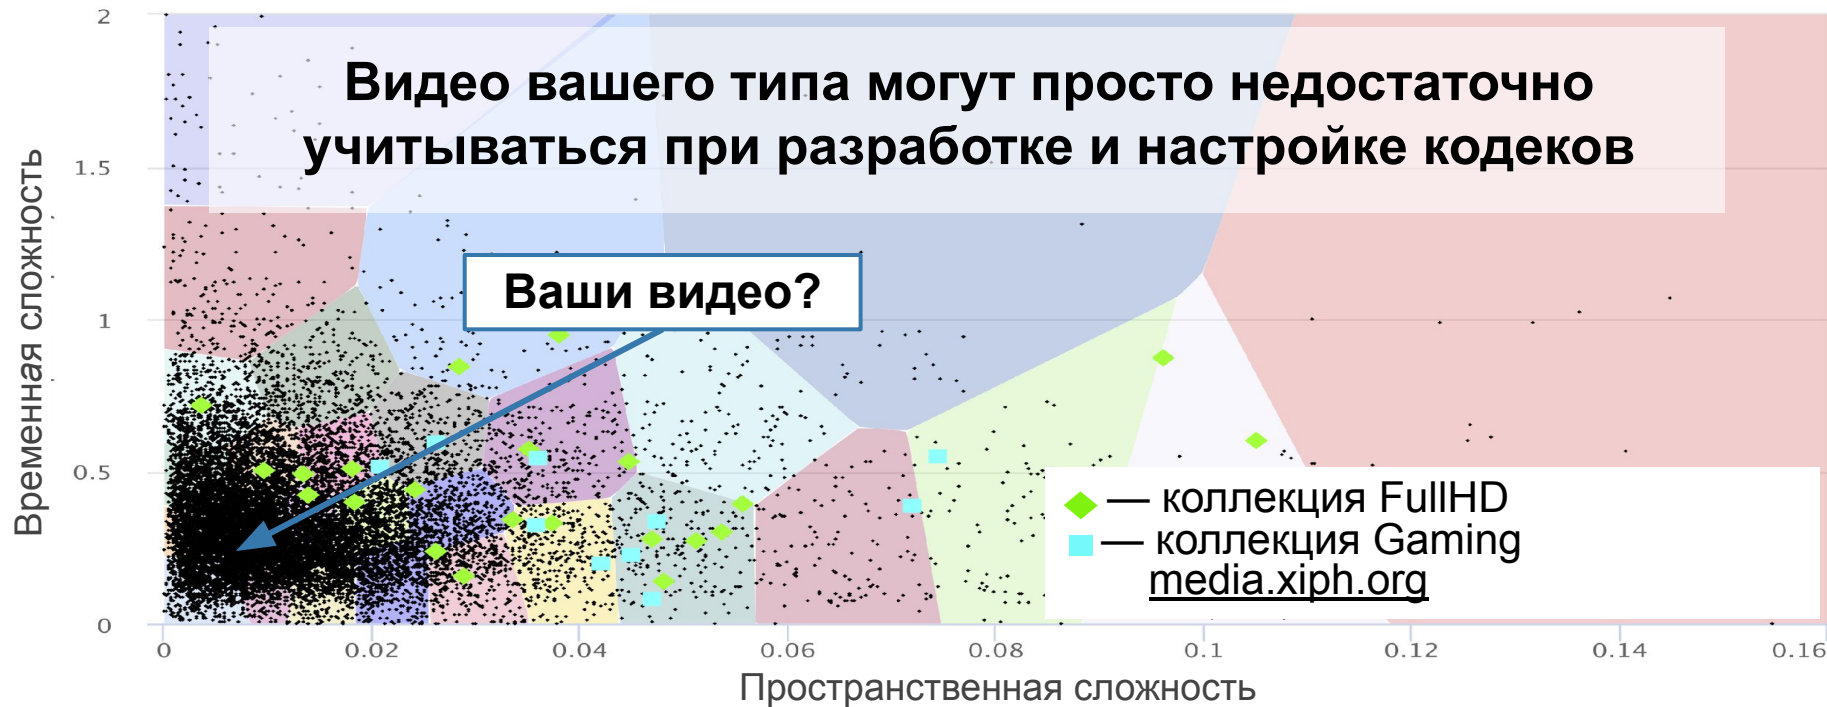 Видео вашего типа могут просто недостаточно
учитываться при разработке и настройке кодеков
Ваши видео?
Временная сложность
2
1.5
1
0.5
0
— коллекция FullHD
— коллекция Gaming
media.xiph.org
0 0.02 0.04 0.06 0.08 0.1 0.12 0.14 0.16
Пространственная сложность